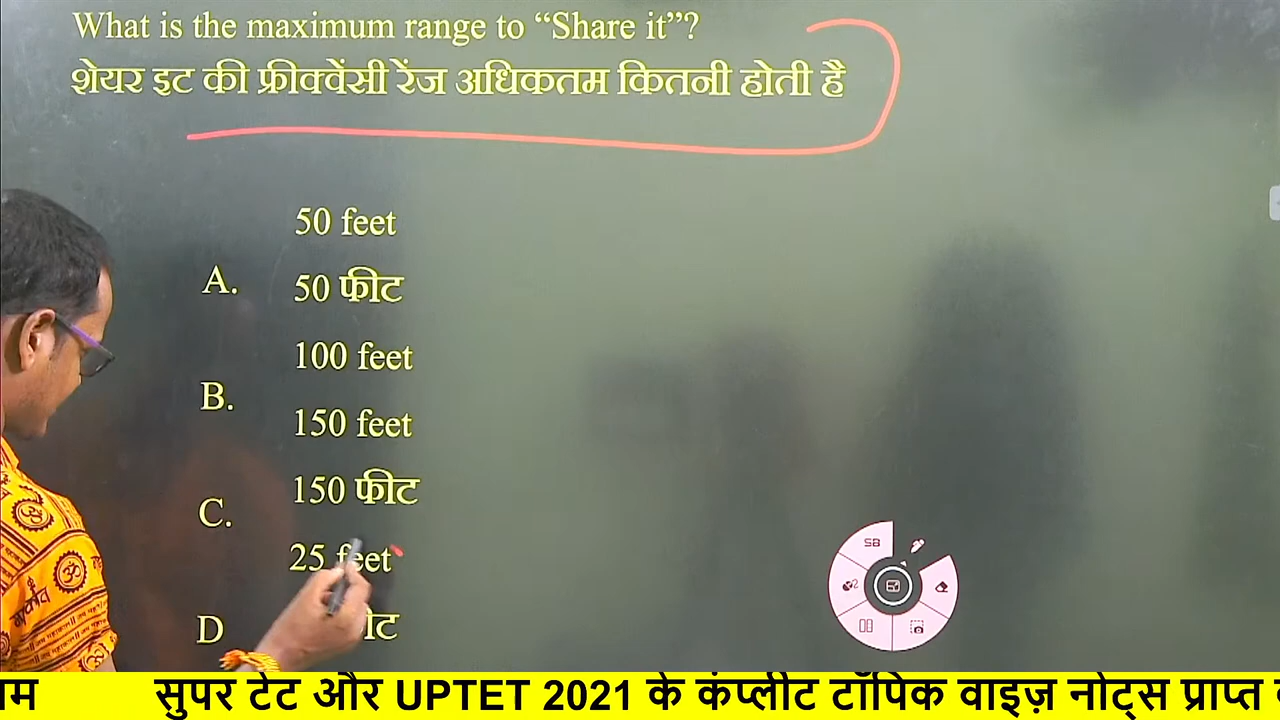 What is the maximum range to “Share it”?
शेयर इट की फ्रीक्वेंसी रेंज अधिकतम कितनी होती है
50 feet
A.
50 फीट
100 feet
B.
150 feet
150 फीट
C.
25 feet
D
सुपर टेट और UPTET 2021 के कंप्लीट टॉपिक वाइज़ नोट्स प्राप्त